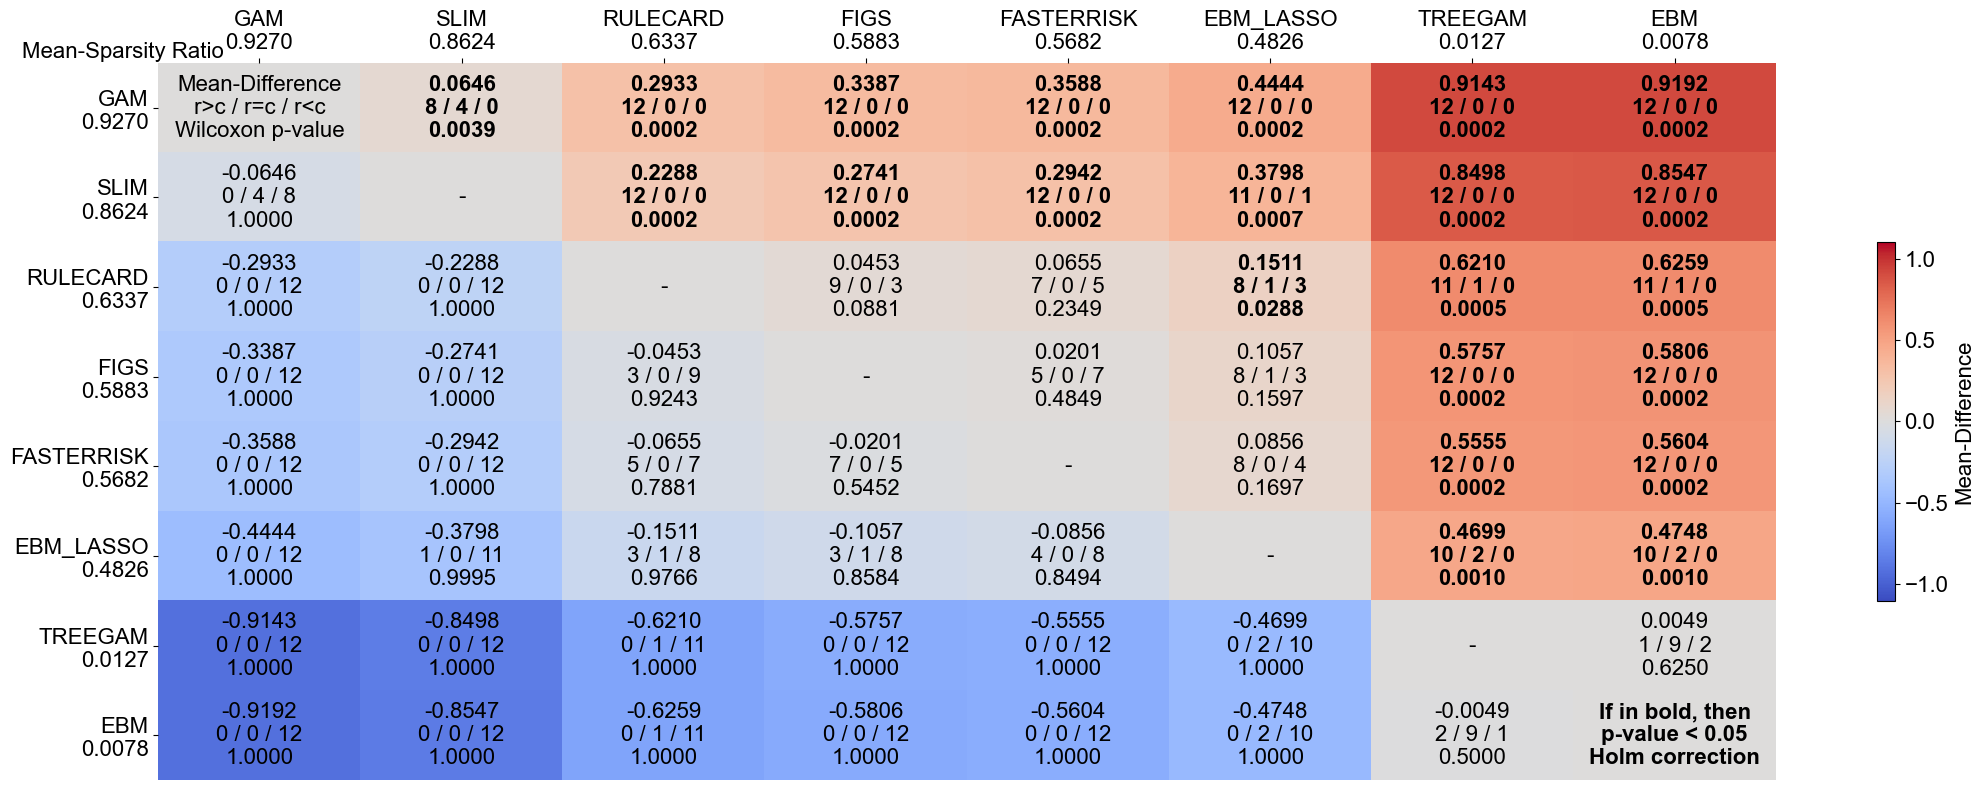 GAM SLIM RULECARD FIGS FASTERRISK EBM_LASSO TREEGAM EBM
0.9270 0.8624 0.6337 0.5883 0.5682 0.4826 0.0127 0.0078
Mean-Sparsity Ratio
Mean-Difference 0.0646 0.2933 0.3387 0.3588 0.4444 0.9143 0.9192
GAM r>c / r=c / r<c 8 / 4 / 0 12 / 0 / 0 12 / 0 / 0 12 / 0 / 0 12 / 0 / 0 12 / 0 / 0 12 / 0 / 0
0.9270 Wilcoxon p-value 0.0039 0.0002 0.0002 0.0002 0.0002 0.0002 0.0002
-0.0646 0.2288 0.2741 0.2942 0.3798 0.8498 0.8547
SLIM 0 / 4 / 8 - 12 / 0 / 0 12 / 0 / 0 12 / 0 / 0 11 / 0 / 1 12 / 0 / 0 12 / 0 / 0
0.8624 1.0000 0.0002 0.0002 0.0002 0.0007 0.0002 0.0002
-0.2933 -0.2288 0.0453 0.0655 0.1511 0.6210 0.6259
RULECARD 0 / 0 / 12 0 / 0 / 12 - 9 / 0 / 3 7 / 0 / 5 8 / 1 / 3 11 / 1 / 0 11 / 1 / 0
0.6337 1.0000 1.0000 0.0881 0.2349 0.0288 0.0005 0.0005
-0.3387 -0.2741 -0.0453 0.0201 0.1057 0.5757 0.5806
FIGS 0 / 0 / 12 0 / 0 / 12 3 / 0 / 9 - 5 / 0 / 7 8 / 1 / 3 12 / 0 / 0 12 / 0 / 0
0.5883 1.0000 1.0000 0.9243 0.4849 0.1597 0.0002 0.0002
-0.3588 -0.2942 -0.0655 -0.0201 0.0856 0.5555 0.5604
FASTERRISK 0 / 0 / 12 0 / 0 / 12 5 / 0 / 7 7 / 0 / 5 - 8 / 0 / 4 12 / 0 / 0 12 / 0 / 0
0.5682 1.0000 1.0000 0.7881 0.5452 0.1697 0.0002 0.0002
-0.4444 -0.3798 -0.1511 -0.1057 -0.0856 0.4699 0.4748
EBM_LASSO 0 / 0 / 12 1 / 0 / 11 3 / 1 / 8 3 / 1 / 8 4 / 0 / 8 - 10 / 2 / 0 10 / 2 / 0
0.4826 1.0000 0.9995 0.9766 0.8584 0.8494 0.0010 0.0010
-0.9143 -0.8498 -0.6210 -0.5757 -0.5555 -0.4699 0.0049
TREEGAM 0 / 0 / 12 0 / 0 / 12 0 / 1 / 11 0 / 0 / 12 0 / 0 / 12 0 / 2 / 10 - 1 / 9 / 2
0.0127 1.0000 1.0000 1.0000 1.0000 1.0000 1.0000 0.6250
-0.9192 -0.8547 -0.6259 -0.5806 -0.5604 -0.4748 -0.0049 If in bold, then
EBM 0 / 0 / 12 0 / 0 / 12 0 / 1 / 11 0 / 0 / 12 0 / 0 / 12 0 / 2 / 10 2 / 9 / 1 p-value < 0.05
0.0078 1.0000 1.0000 1.0000 1.0000 1.0000 1.0000 0.5000 Holm correction
1.0
0.5
0.0
−0.5
−1.0
Mean-Difference